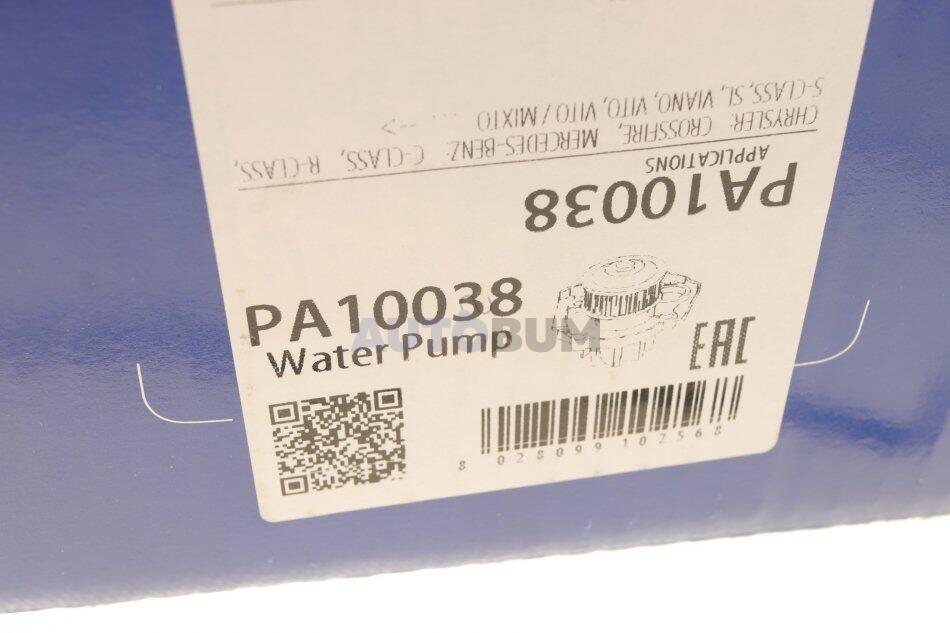 S-CLASS, SL, VIANO, VITO, VITO / MIXTO ... -->
CHRYSLER: CROSSFIRE, MERCEDES-BENZ: C-CLASS, R-CLASS,
APPLICATIONS
PA10038
PA10038
AUTOBUM
Water Pump
EAC
8 028099 102568